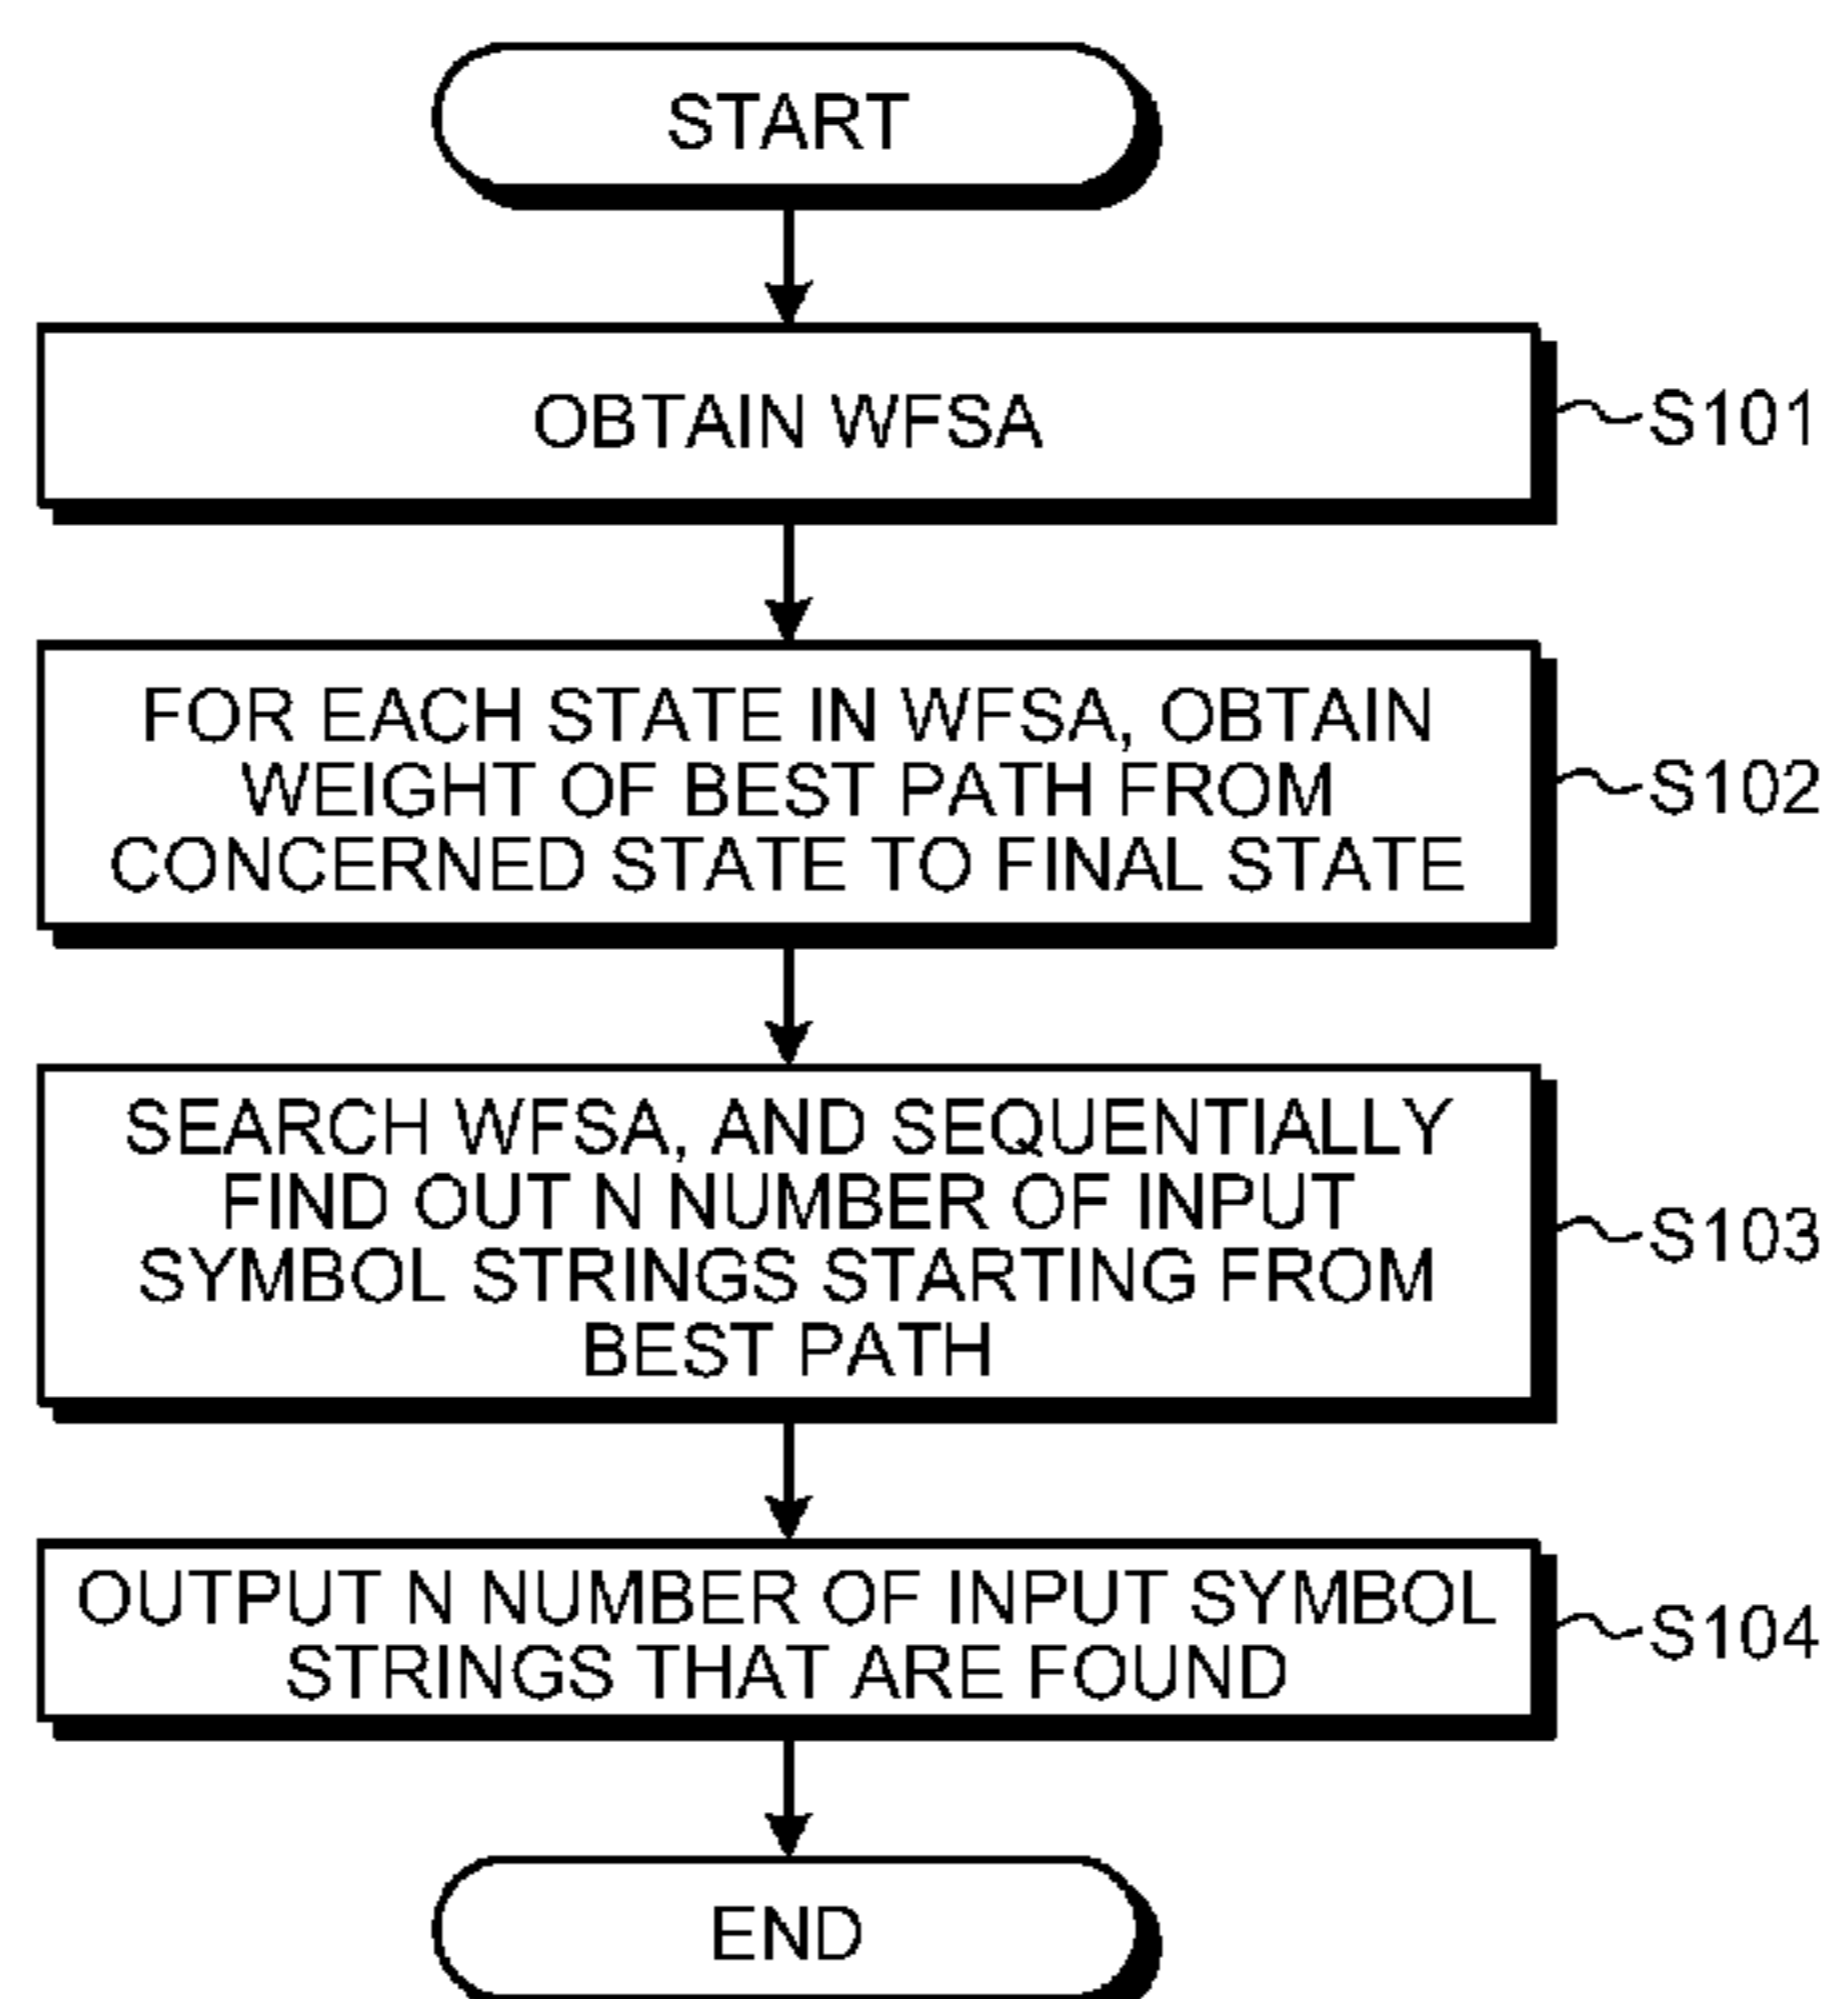 START
OBTAIN WFSA
S101
FOR EACH STATE IN WFSA, OBTAIN
WEIGHT OF BEST PATH FROM
CONCERNED STATE TO FINAL STATE
S102
SEARCH WFSA, AND SEQUENTIALLY
FIND OUT N NUMBER OF INPUT
SYMBOL STRINGS STARTING FROM
BEST PATH
S103
OUTPUT N NUMBER OF INPUT SYMBOL
STRINGS THAT ARE FOUND
S104
END